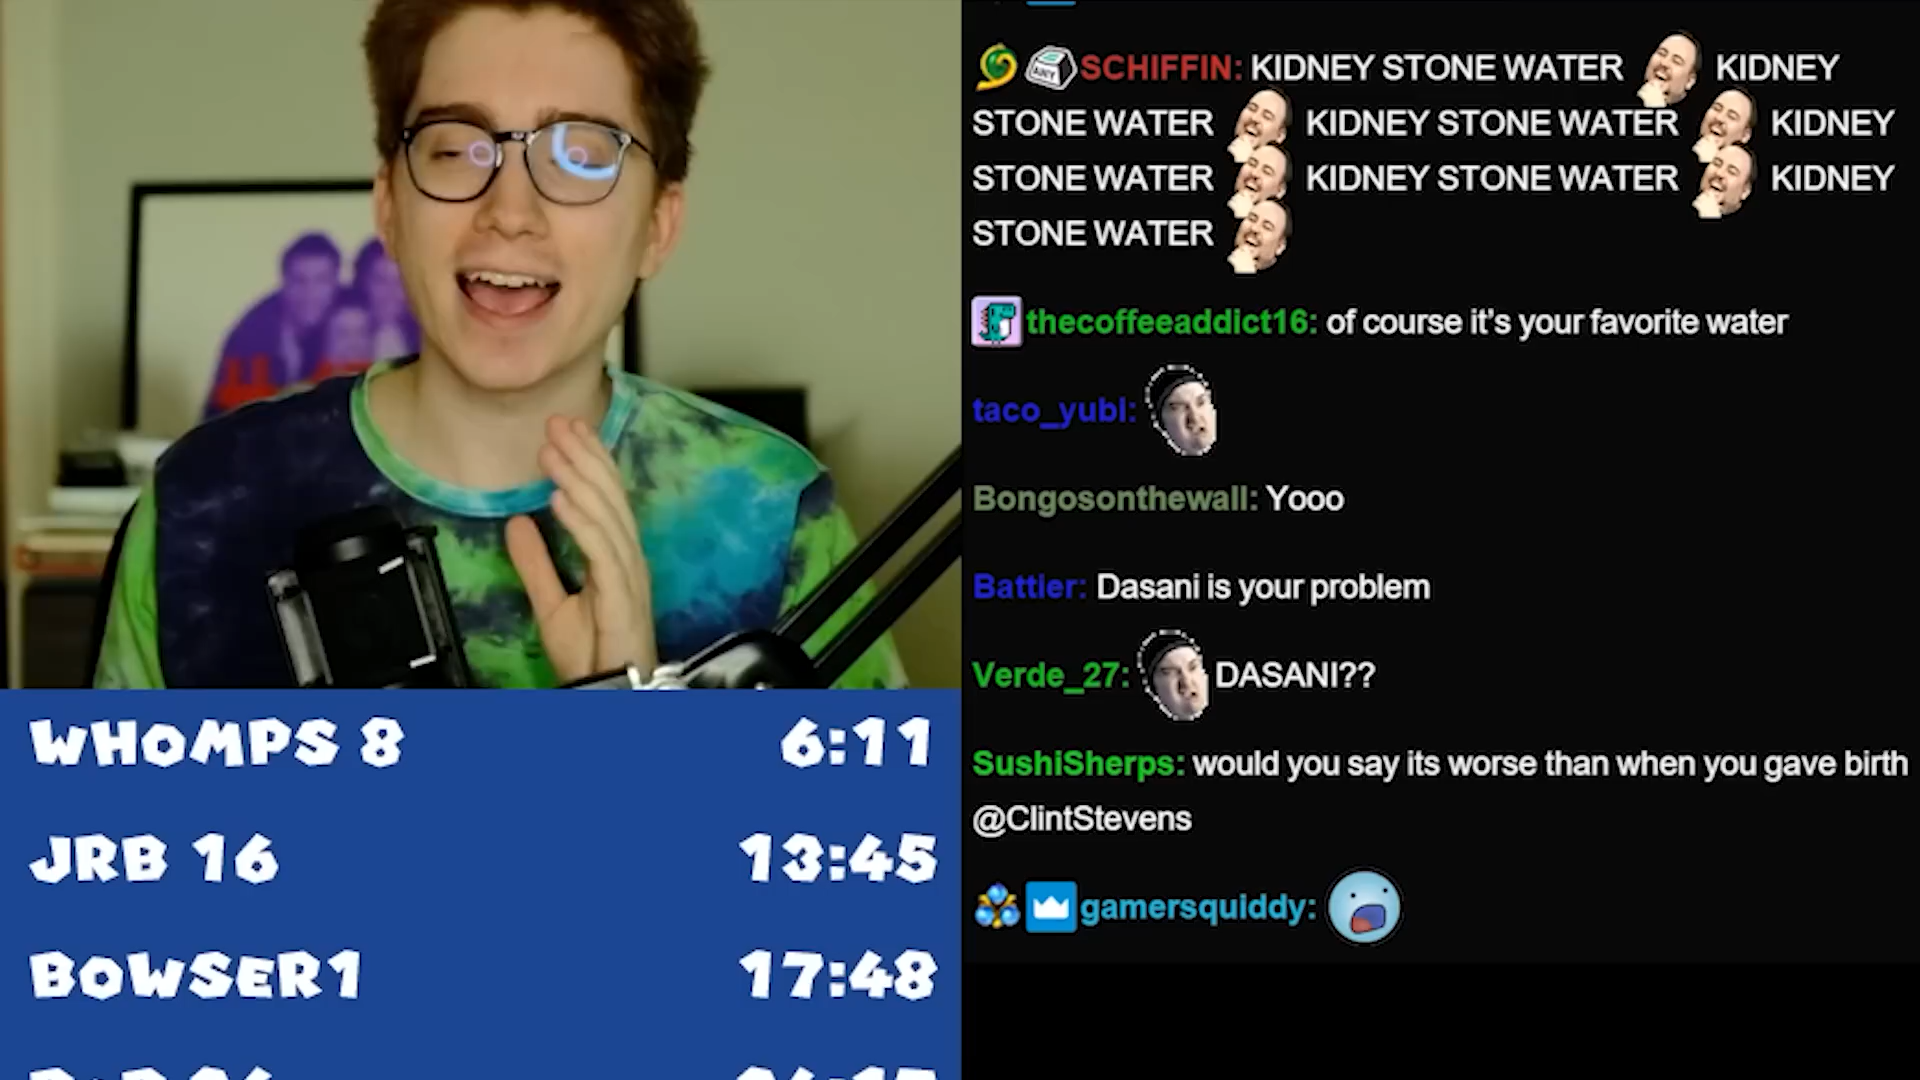 SCHIFFIN: KIDNEY STONE WATER KIDNEY
STONE WATER KIDNEY STONE WATER KIDNEY
STONE WATER KIDNEY STONE WATER KIDNEY
STONE WATER
thecoffeeaddict16: of course it's your favorite water
taco_yubi:
Bongosonthewall: Yooo
Battler: Dasani is your problem
Verde_27: DASANI??
SushiSherps: would you say its worse than when you gave birth
@ClintStevens
gamersquiddy:
WHOMPS 8 6:11
JRB 16 13:45
BOWSER1 17:48